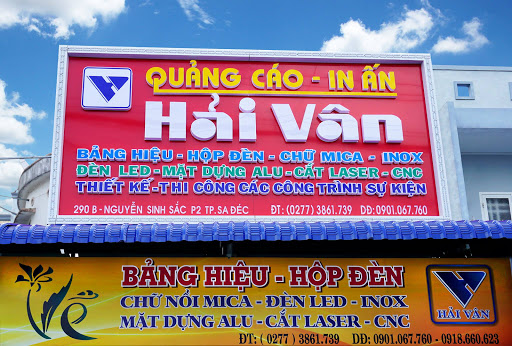 QUẢNG CÁO - IN ẤN
Hải Vân
BẢNG HIỆU - HỘP ĐÈN - CHỮ MICA - INOX
ĐÈN LED - MẶT DỰNG ALU - CẮT LASER - CNC
THIẾT KẾ - THI CÔNG CÁC CÔNG TRÌNH SỰ KIỆN
290 B - NGUYỄN SINH SẮC P2 TP.SA ĐÉC ĐT: (0277) 3861.739 DĐ: 0901.067.760
BẢNG HIỆU - HỘP ĐÈN
CHỮ NỔI MICA - ĐÈN LED - INOX
MẶT DỰNG ALU - CẮT LASER - CNC
HẢI VÂN
ĐT: ( 0277 ) 3861.739 DĐ: 0901.067.760 - 0918.660.623